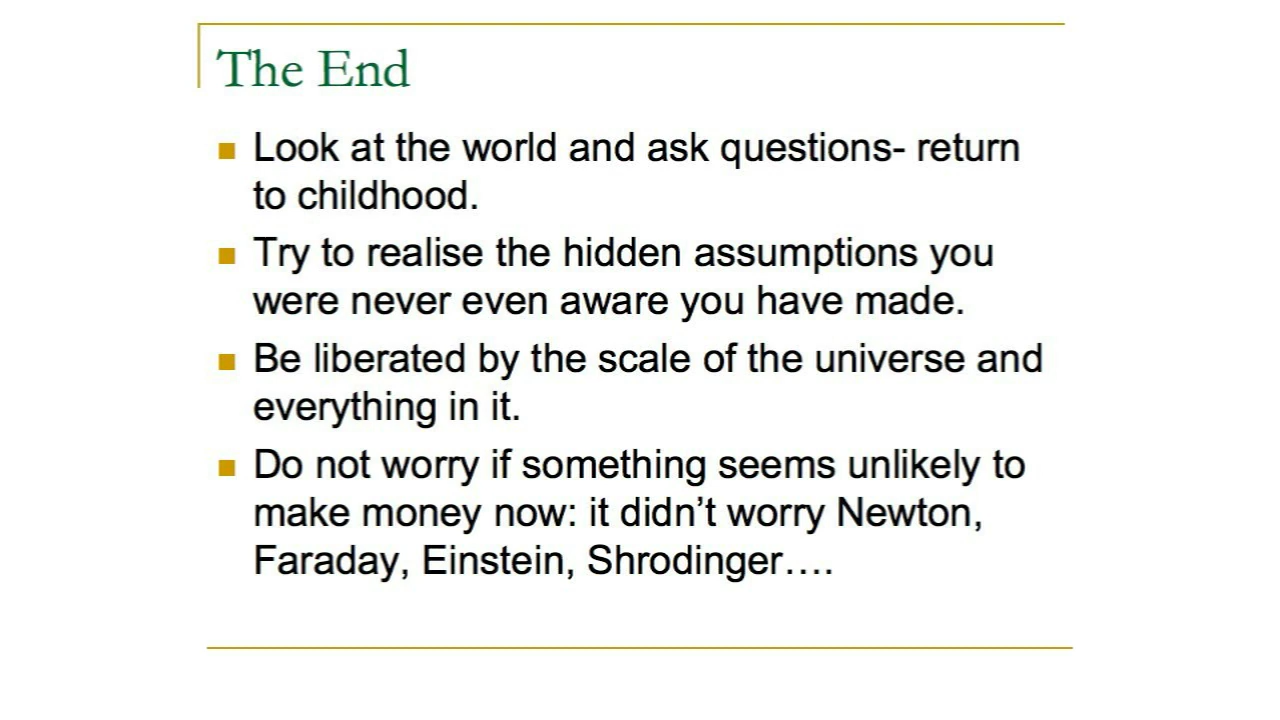 The End
Look at the world and ask questions- return
to childhood.
Try to realise the hidden assumptions you
were never even aware you have made.
Be liberated by the scale of the universe and
everything in it.
Do not worry if something seems unlikely to
make money now: it didn’t worry Newton,
Faraday, Einstein, Shrodinger….